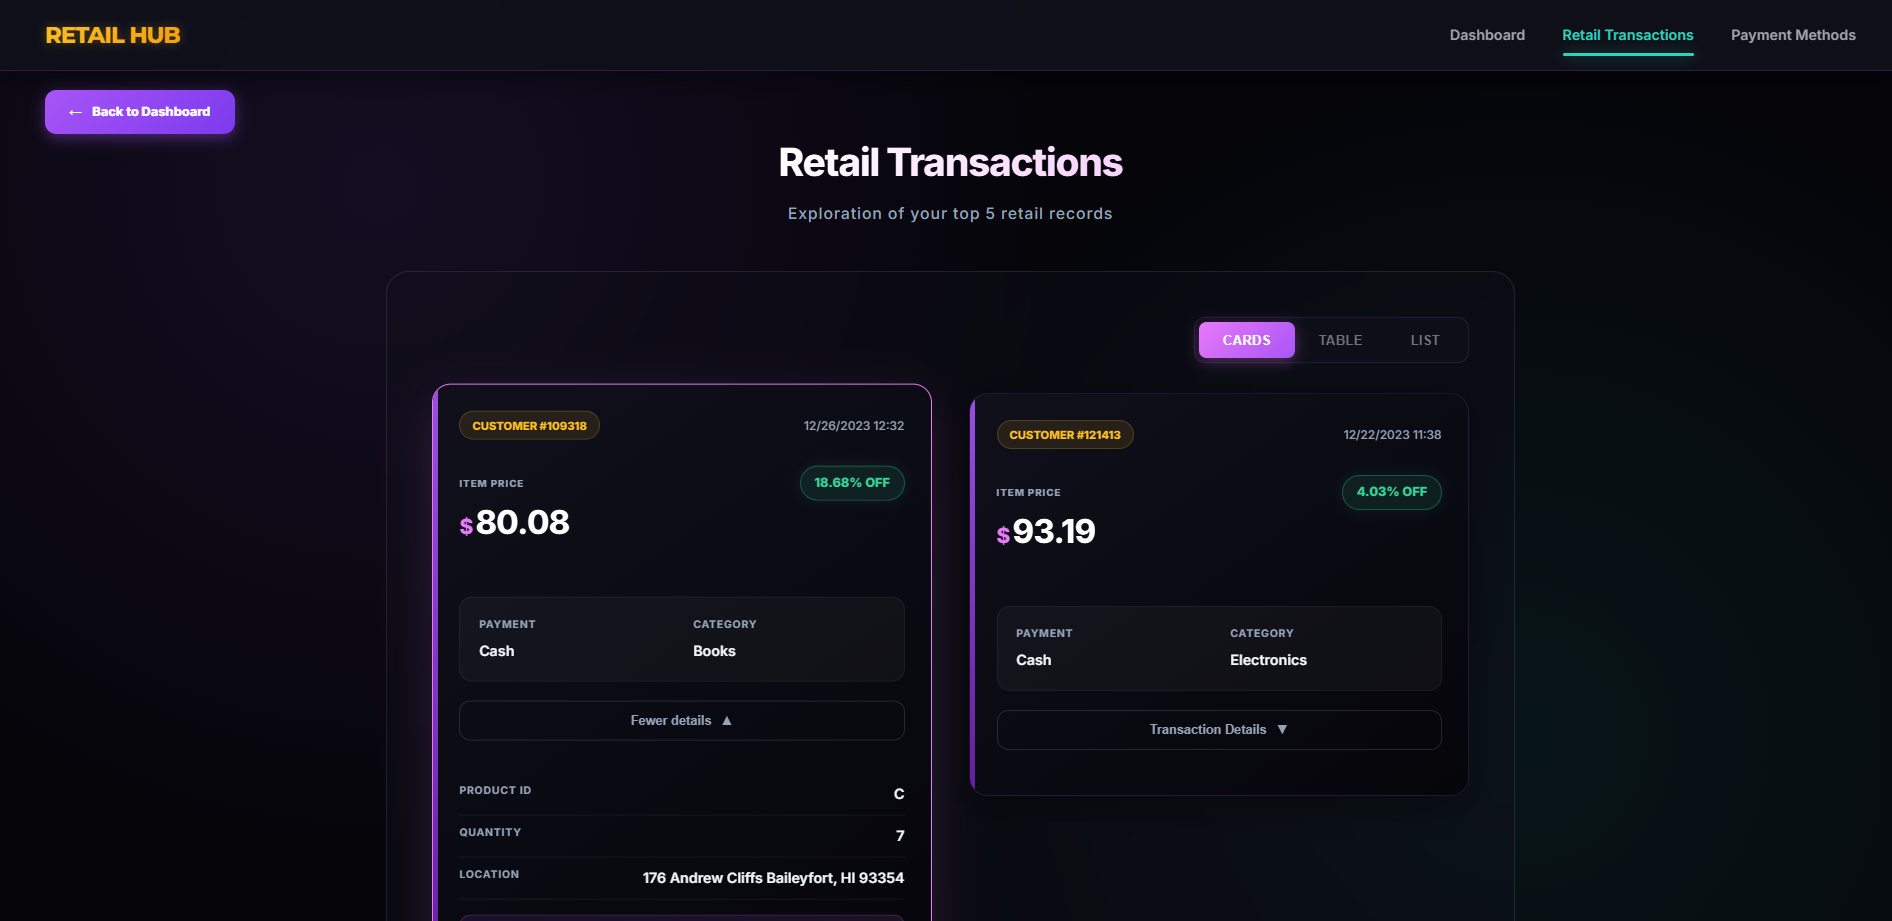 RETAIL HUB
Dashboard
Retail Transactions
Payment Methods
← Back to Dashboard
Retail Transactions
Exploration of your top 5 retail records
CARDS
TABLE
LIST
CUSTOMER #109318
12/26/2023 12:32
ITEM PRICE
18.68% OFF
$80.08
PAYMENT
CATEGORY
Cash
Books
Fewer details ▲
PRODUCT ID
C
QUANTITY
7
LOCATION
176 Andrew Cliffs Baileyfort, HI 93354
CUSTOMER #121413
12/22/2023 11:38
ITEM PRICE
4.03% OFF
$93.19
PAYMENT
CATEGORY
Cash
Electronics
Transaction Details ▼